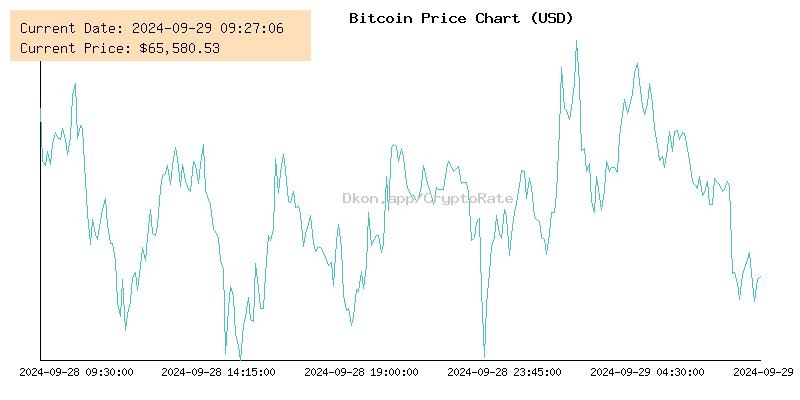 Bitcoin Price Chart (USD)
Current Date: 2024-09-29 09:27:06
Current Price: $65,580.53
Dkon.app/CryptoRate
2024-09-28 09:30:00
2024-09-28 14:15:00
2024-09-28 19:00:00
2024-09-28 23:45:00
2024-09-29 04:30:00
2024-09-29